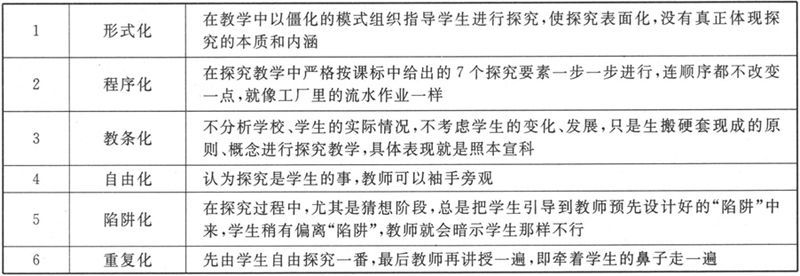 1 形式化 在教学中以僵化的模式组织指导学生进行探究,使探究表面化,没有真正体现探
究的本质和内涵
2 程序化 在探究教学中严格按课标中给出的7个探究要素一步一步进行,连顺序都不改变
一点,就像工厂里的流水作业一样
3 教条化 不分析学校、学生的实际情况,不考虑学生的变化、发展,只是生搬硬套现成的原
则、概念进行探究教学,具体表现就是照本宣科
4 自由化 认为探究是学生的事,教师可以袖手旁观
5 陷阱化 在探究过程中,尤其是猜想阶段,总是把学生引导到教师预先设计好的“陷阱”中
来,学生稍有偏离“陷阱”,教师就会暗示学生那样不行
6 重复化 先由学生自由探究一番,最后教师再讲授一遍,即牵着学生的鼻子走一遍